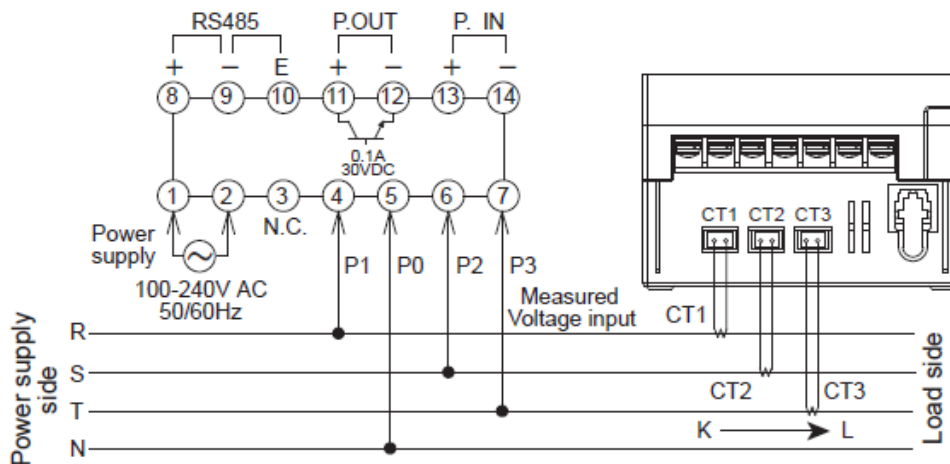 RS485 P.OUT P. IN
+ − E + − + −
8 9 10 11 12 13 14
0.1A
30VDC
1 2 3 4 5 6 7
N.C.
CT1 CT2 CT3
Power
supply
100-240V AC
50/60Hz
P1 P0 P2 P3
Measured
Voltage input
CT1
CT2
CT3
K L
Power supply
side
R
S
T
N
Load side